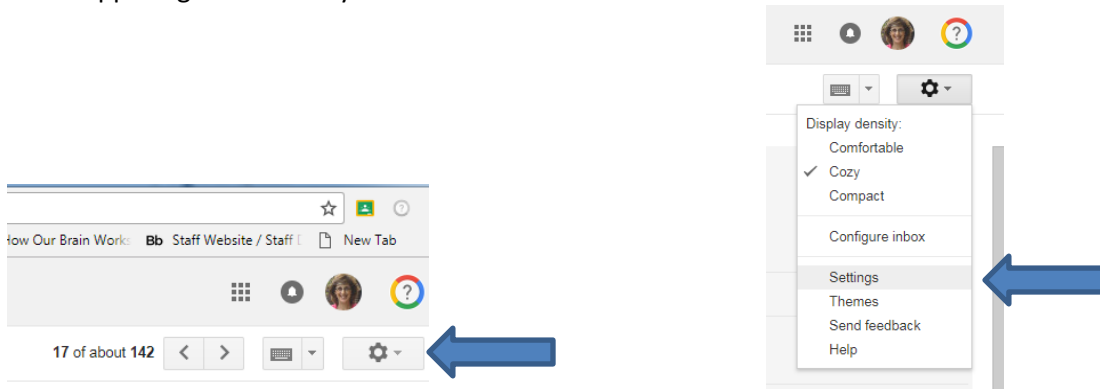 Our Brain Works Bb Staff Website / Staff New Tab
?
17 of about 142
?
Display density:
Comfortable
Cozy
Compact
Configure inbox
Settings
Themes
Send feedback
Help